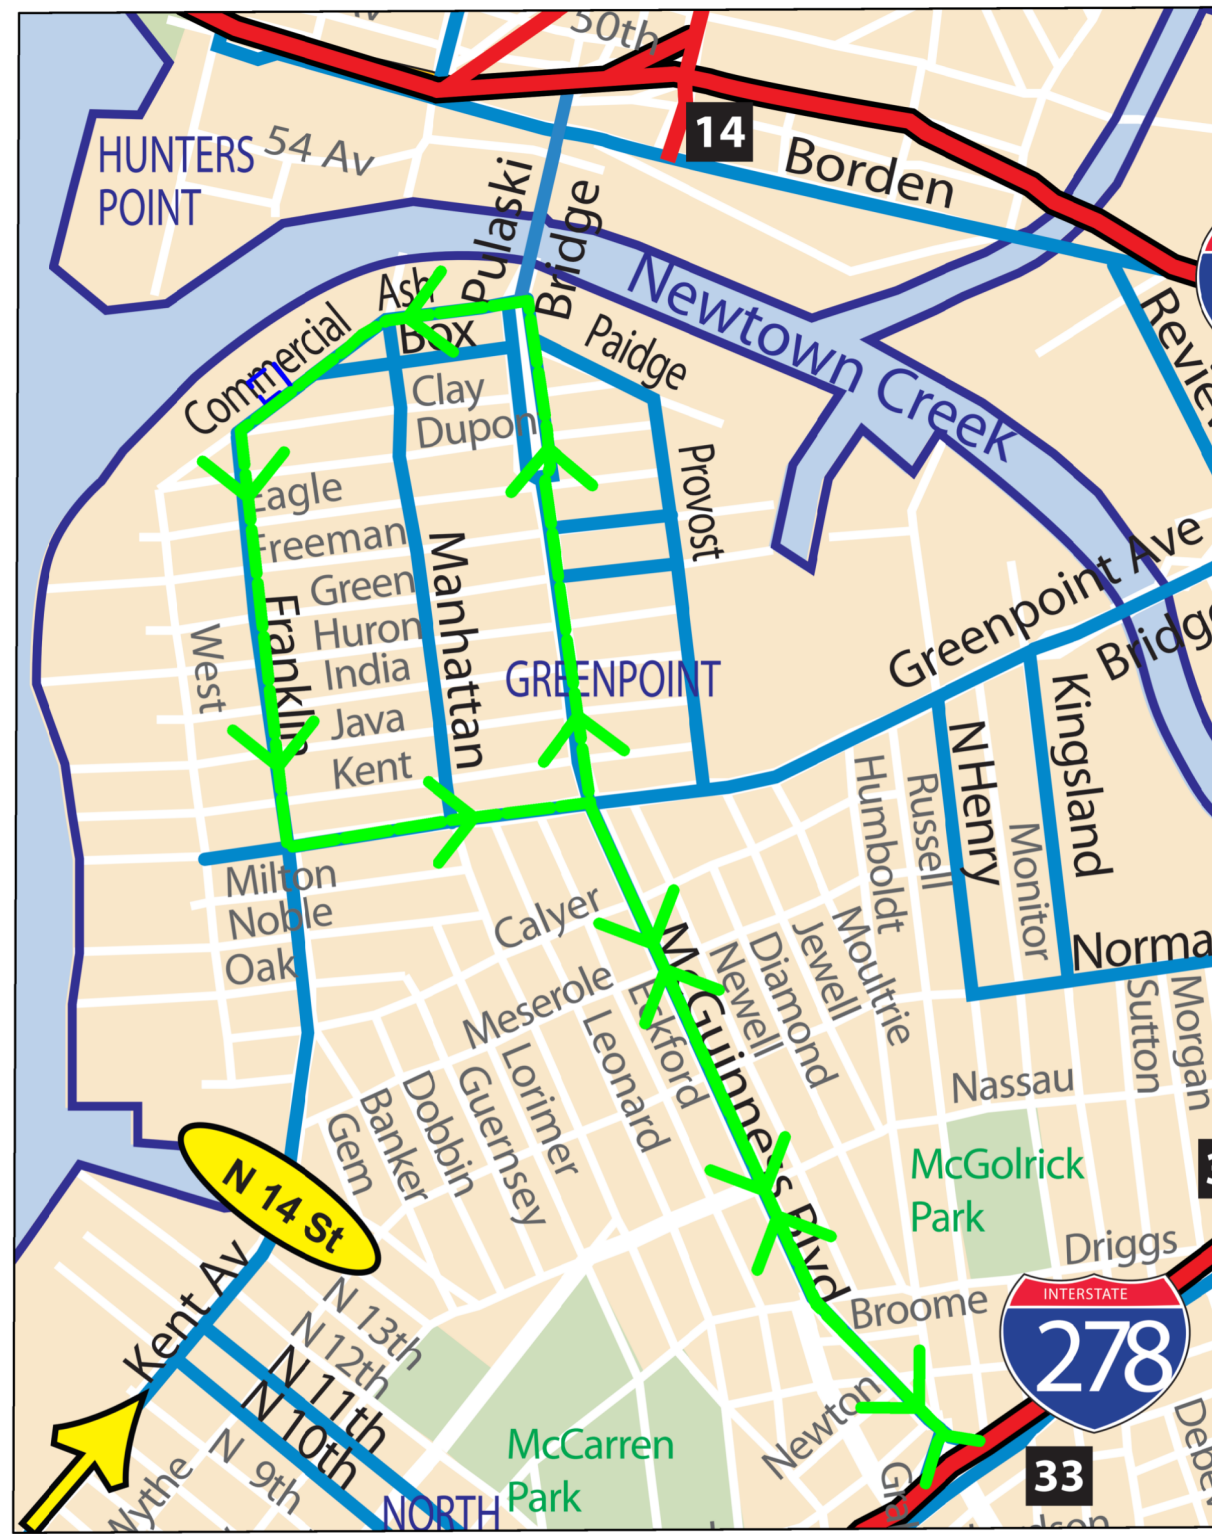 50th
HUNTERS
POINT
54 Av
14
Borden
Pulaski
Bridge
Newtown Creek
Ash
Box
Paidge
Commercial
Clay
Dupon
Provost
Eagle
Freeman
Green
Huron
India
Java
Kent
West
Franklin
Manhattan
GREENPOINT
Greenpoint Ave
Bridge
Kingsland
N Henry
Humboldt
Russell
Monitor
Norma
Milton
Noble
Oak
Calyer
Meserole
McGuinness Blvd
Newell
Diamond
Jewell
Moultrie
Eckford
Leonard
Lorimer
Guernsey
Dobbin
Banker
Gem
Sutton
Morgan
Nassau
McGolrick
Park
Driggs
Broome
N 14 St
Kent Av
N 13th
N 12th
N 11th
N 10th
N 9th
Wythe
McCarren
Park
NORTH
Newton
INTERSTATE
278
33